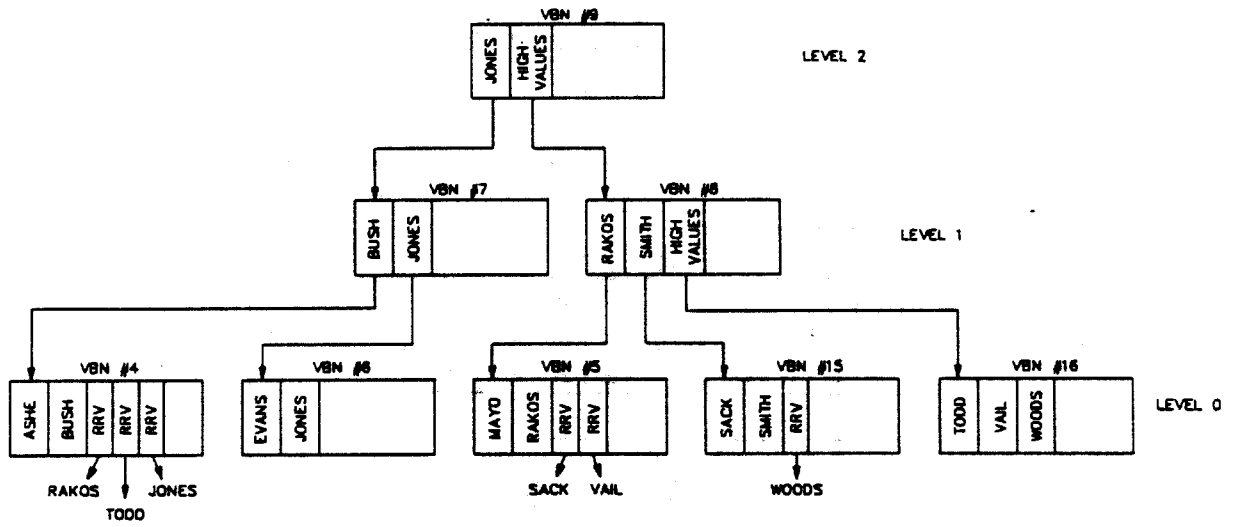 VBN #9
JONES
HIGH-VALUES
LEVEL 2
VBN #7
BUSH
JONES
VBN #8
RAKOS
SMITH
HIGH VALUES
LEVEL 1
VBN #4
ASHE
BUSH
RRV
RRV
RRV
RAKOS
TODD
JONES
VBN #6
EVANS
JONES
VBN #5
MAYO
RAKOS
RRV
RRV
SACK
VAIL
VBN #15
SACK
SMITH
RRV
WOODS
VBN #16
TODD
VAIL
WOODS
LEVEL 0